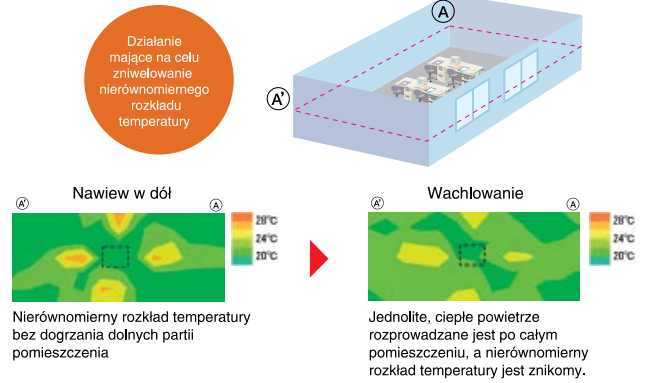 Działanie
mające na celu
zniwelowanie
nierównomiernego
rozkładu
temperatury
A
A'
Nawiew w dół
A'
A
28°C
24°C
20°C
Nierównomierny rozkład temperatury
bez dogrzania dolnych partii
pomieszczenia
Wachlowanie
A'
A
28°C
24°C
20°C
Jednolite, ciepłe powietrze
rozprowadzane jest po całym
pomieszczeniu, a nierównomierny
rozkład temperatury jest znikomy.